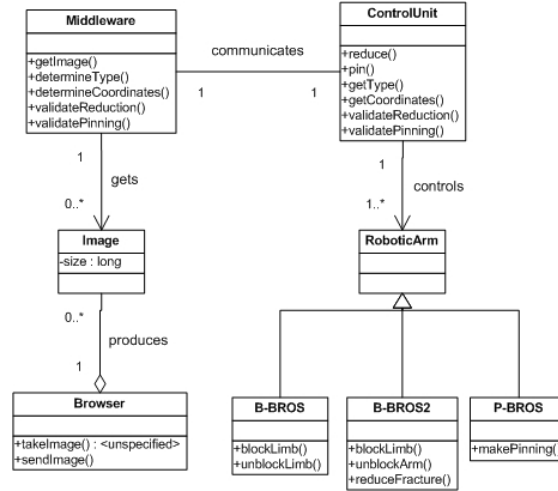 Middleware
+getImage()
+determineType()
+determineCoordinates()
+validateReduction()
+validatePinning()
communicates
1
1
ControlUnit
+reduce()
+pin()
+getType()
+getCoordinates()
+validateReduction()
+validatePinning()
1
gets
0..*
1
controls
1..*
Image
-size : long
RoboticArm
0..*
produces
1
Browser
+takeImage() : <unspecified>
+sendImage()
B-BROS
+blockLimb()
+unblockLimb()
B-BROS2
+blockLimb()
+unblockArm()
+reduceFracture()
P-BROS
+makePinning()